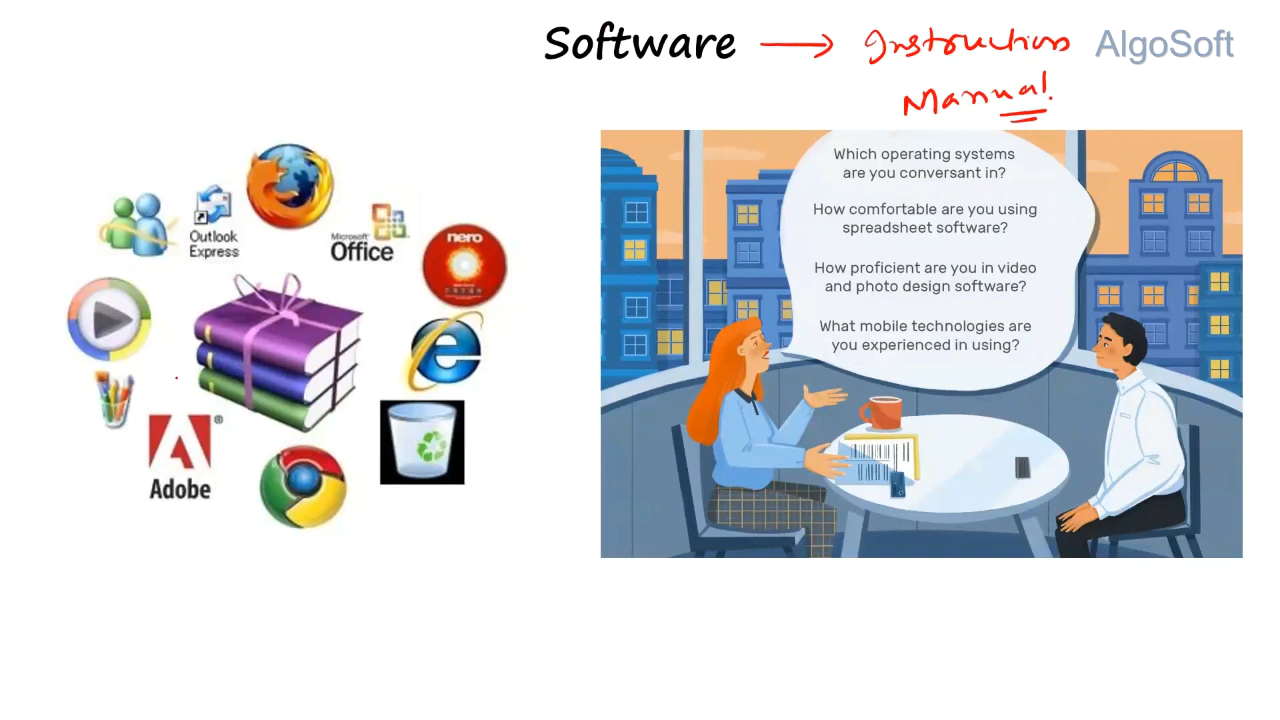 Software → Instruction AlgoSoft
Manual.
Outlook
Express
Microsoft
Office
nero
Adobe
Which operating systems
are you conversant in?
How comfortable are you using
spreadsheet software?
How proficient are you in video
and photo design software?
What mobile technologies are
you experienced in using?